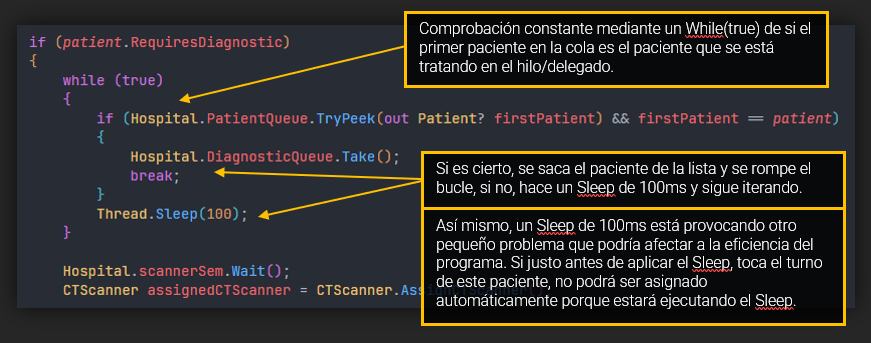 if (patient.RequiresDiagnostic)
{
while (true)
{
if (Hospital.PatientQueue.TryPeek(out Patient? firstPatient) && firstPatient == patient)
{
Hospital.DiagnosticQueue.Take();
break;
}
Thread.Sleep(100);
}
Hospital.scannerSem.Wait();
CTScanner assignedCTScanner = CTScanner.
Comprobación constante mediante un While(true) de si el
primer paciente en la cola es el paciente que se está
tratando en el hilo/delegado.
Si es cierto, se saca el paciente de la lista y se rompe el
bucle, si no, hace un Sleep de 100ms y sigue iterando.
Así mismo, un Sleep de 100ms está provocando otro
pequeño problema que podría afectar a la eficiencia del
programa. Si justo antes de aplicar el Sleep, toca el turno
de este paciente, no podrá ser asignado
automáticamente porque estará ejecutando el Sleep.